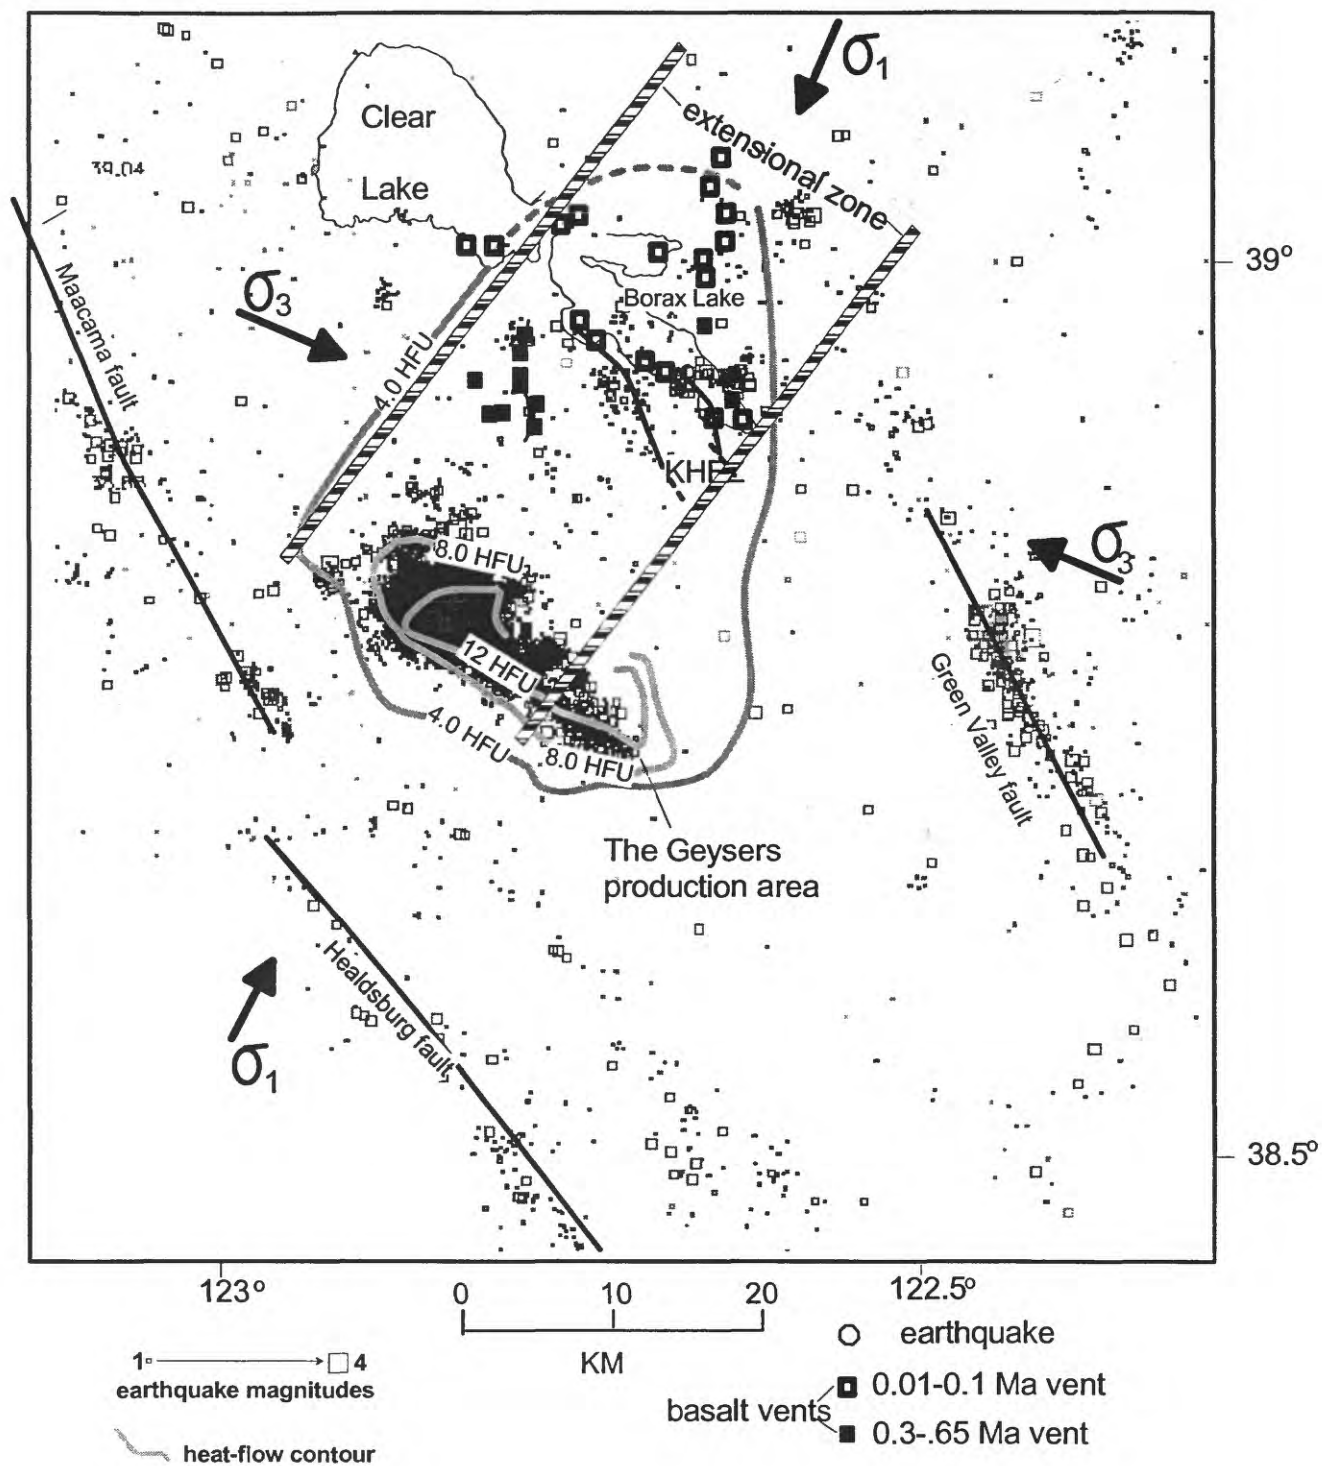 σ1
Clear
Lake
39.04
extensional zone
39°
Maacama fault
σ3
Borax Lake
4.0 HFU
8.0 HFU
σ3
12 HFU
4.0 HFU
8.0 HFU
Green Valley fault
The Geysers
production area
Healdsburg fault
σ1
38.5°
123°
0
10
20
122.5°
KM
earthquake
1
4
earthquake magnitudes
basalt vents
0.01-0.1 Ma vent
0.3-.65 Ma vent
heat-flow contour